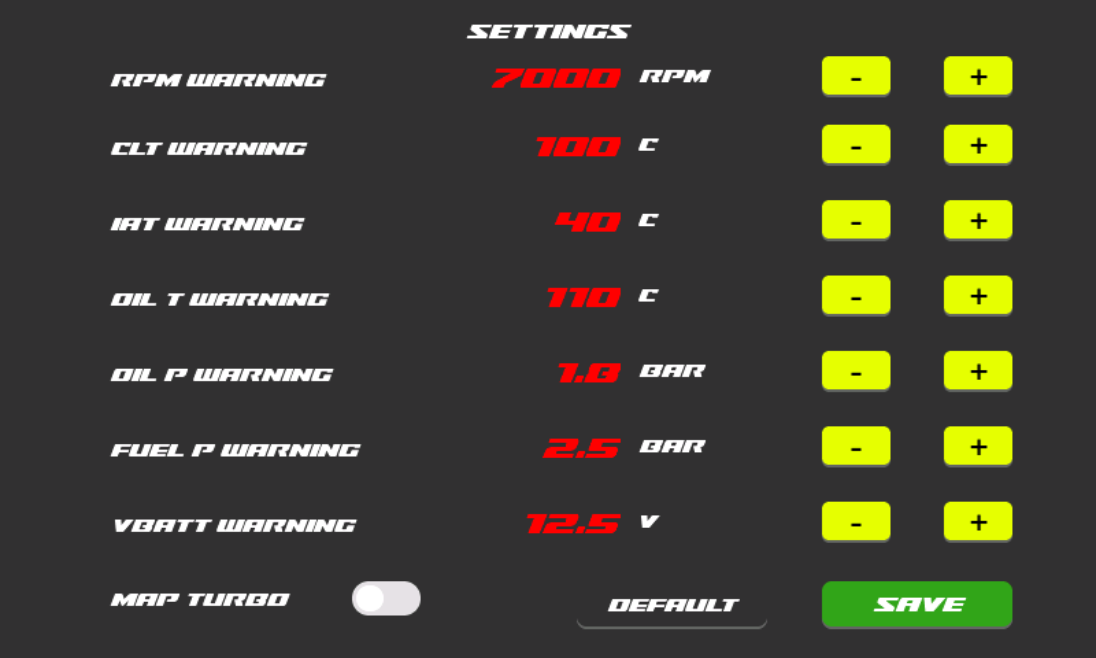 SETTINGS
RPM WARNING 7000 RPM - +
CLT WARNING 100 C - +
IAT WARNING 40 C - +
OIL T WARNING 110 C - +
OIL P WARNING 1.8 BAR - +
FUEL P WARNING 2.5 BAR - +
VBATT WARNING 12.5 V - +
MAP TURBO DEFAULT SAVE